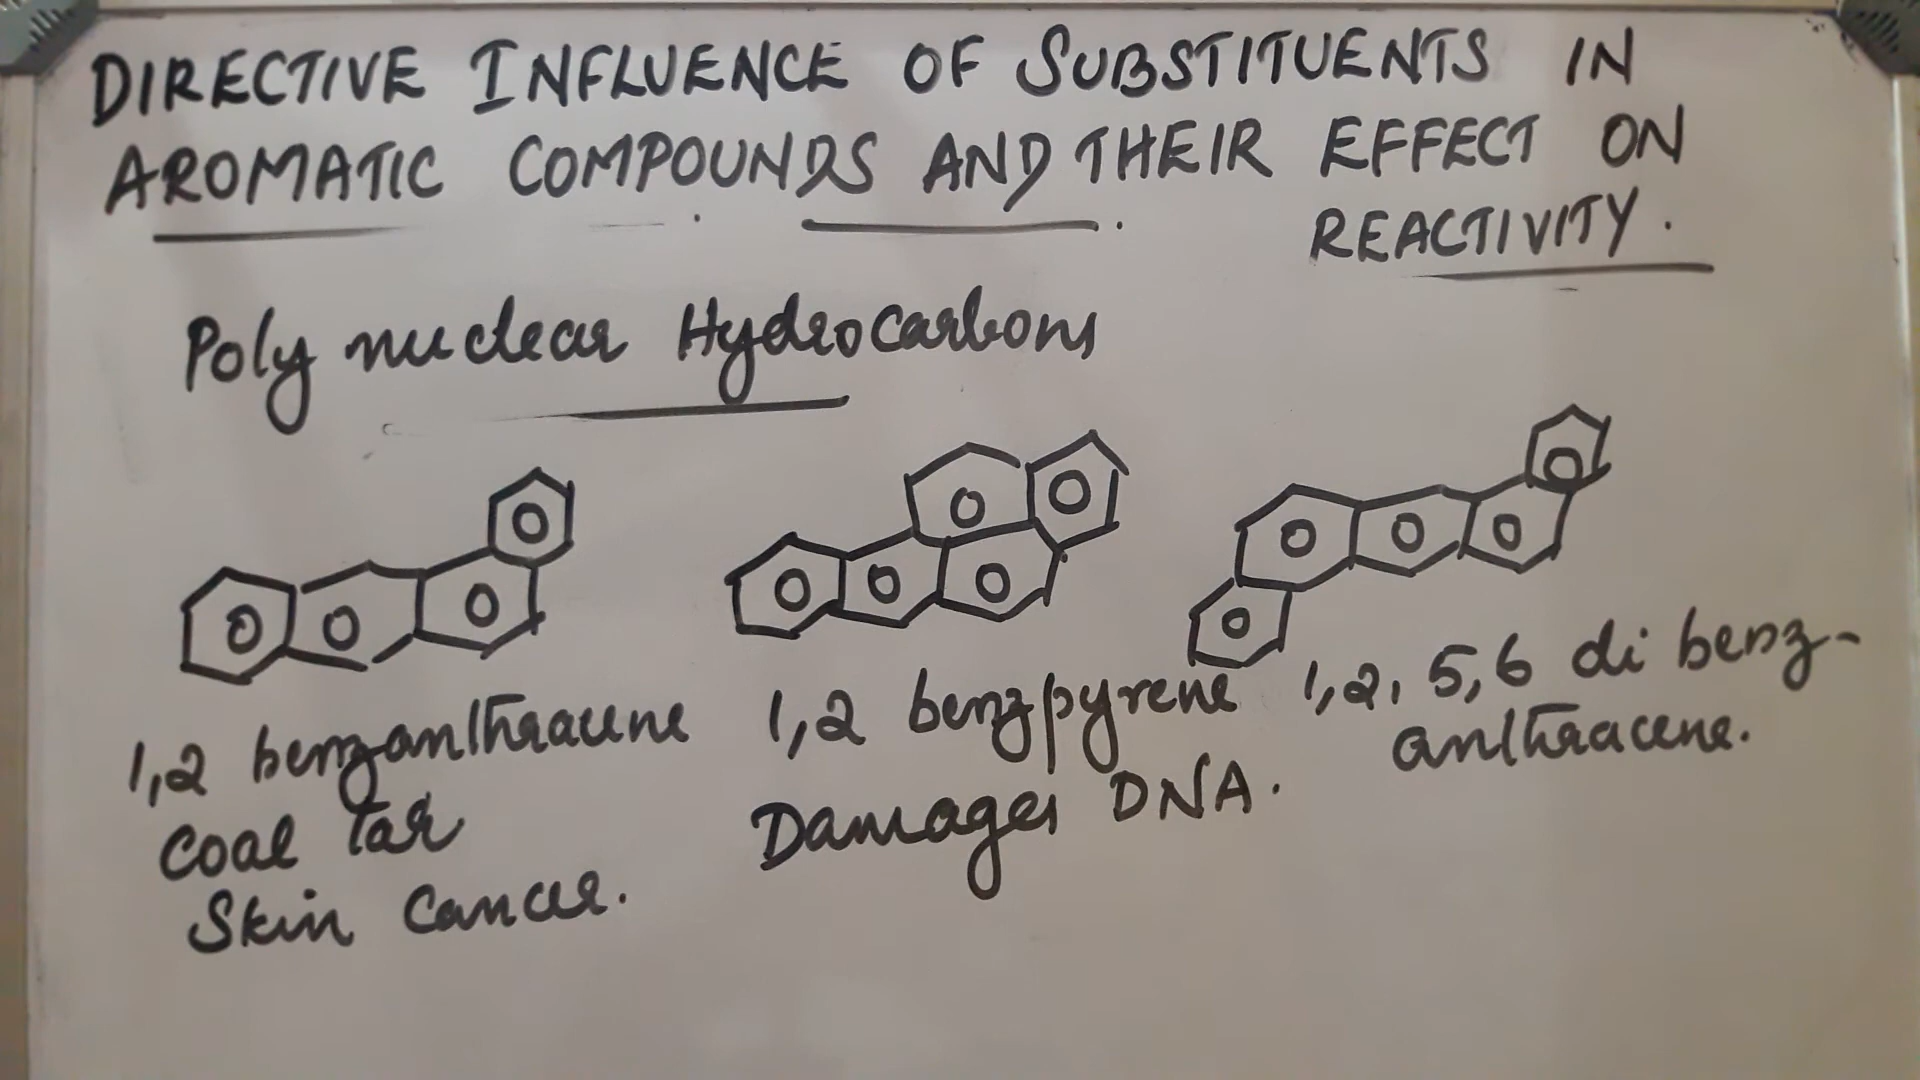 DIRECTIVE INFLUENCE OF SUBSTITUENTS IN
AROMATIC COMPOUNDS AND THEIR EFFECT ON
REACTIVITY.
Poly nuclear Hydrocarbons
1,2 benzanthracene
Coal Tar
Skin Cancer.
1,2 benzpyrene
Damages DNA.
1,2, 5,6 di benz-
anthracene.